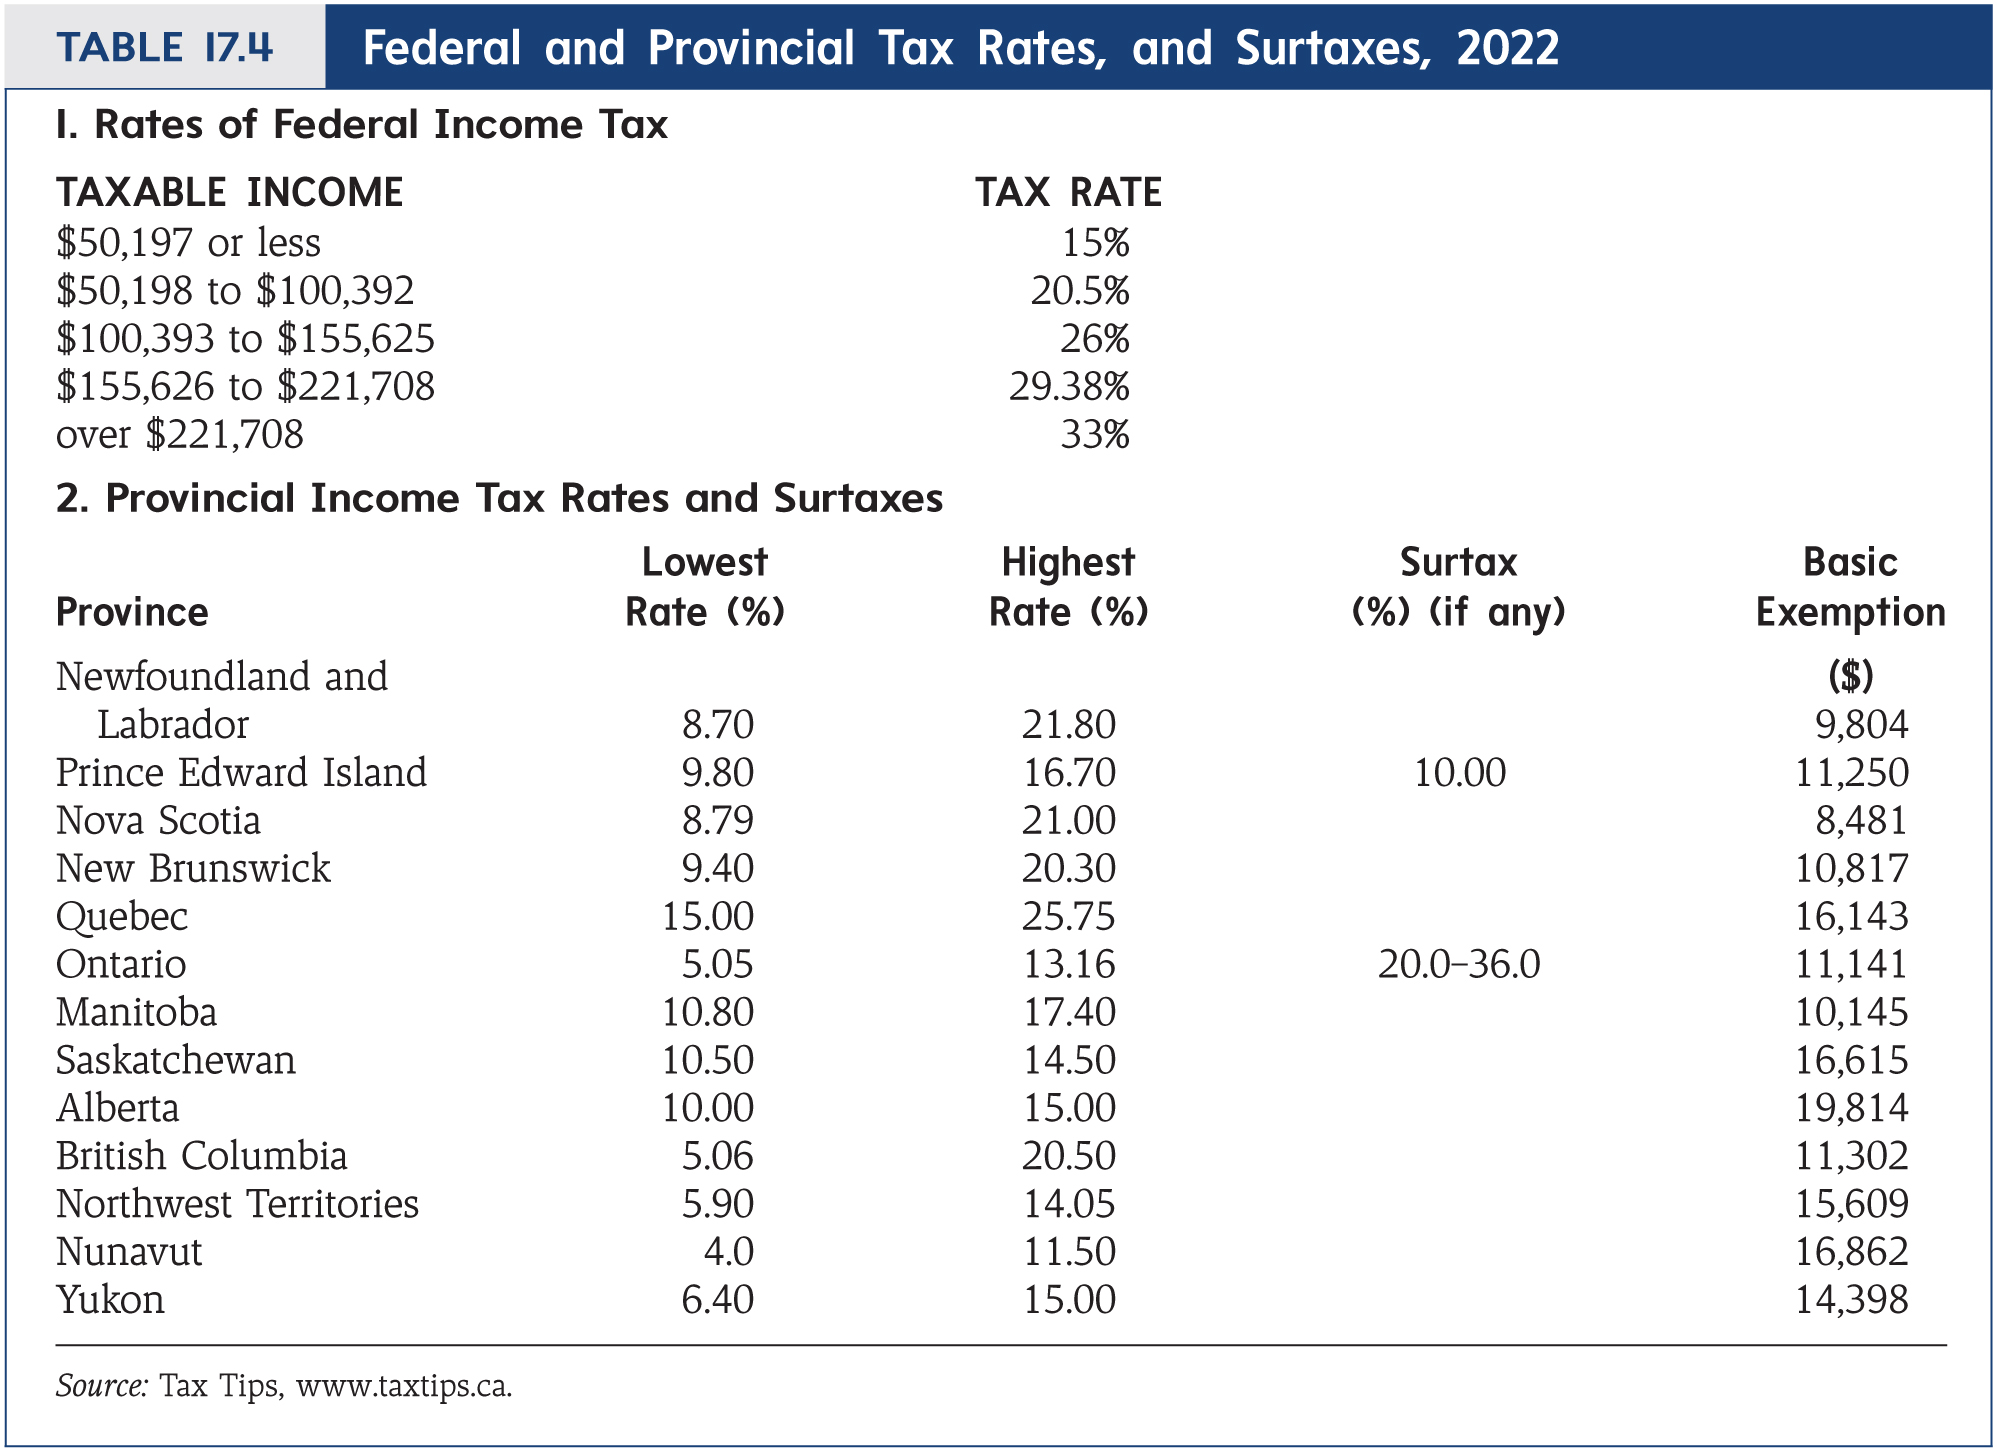 TABLE 17.4 Federal and Provincial Tax Rates, and Surtaxes, 2022
1. Rates of Federal Income Tax
TAXABLE INCOME TAX RATE
$50,197 or less 15%
$50,198 to $100,392 20.5%
$100,393 to $155,625 26%
$155,626 to $221,708 29.38%
over $221,708 33%
2. Provincial Income Tax Rates and Surtaxes
Lowest Highest Surtax Basic
Province Rate (%) Rate (%) (%) (if any) Exemption
Newfoundland and ($)
Labrador 8.70 21.80 9,804
Prince Edward Island 9.80 16.70 10.00 11,250
Nova Scotia 8.79 21.00 8,481
New Brunswick 9.40 20.30 10,817
Quebec 15.00 25.75 16,143
Ontario 5.05 13.16 20.0–36.0 11,141
Manitoba 10.80 17.40 10,145
Saskatchewan 10.50 14.50 16,615
Alberta 10.00 15.00 19,814
British Columbia 5.06 20.50 11,302
Northwest Territories 5.90 14.05 15,609
Nunavut 4.0 11.50 16,862
Yukon 6.40 15.00 14,398
Source: Tax Tips, www.taxtips.ca.